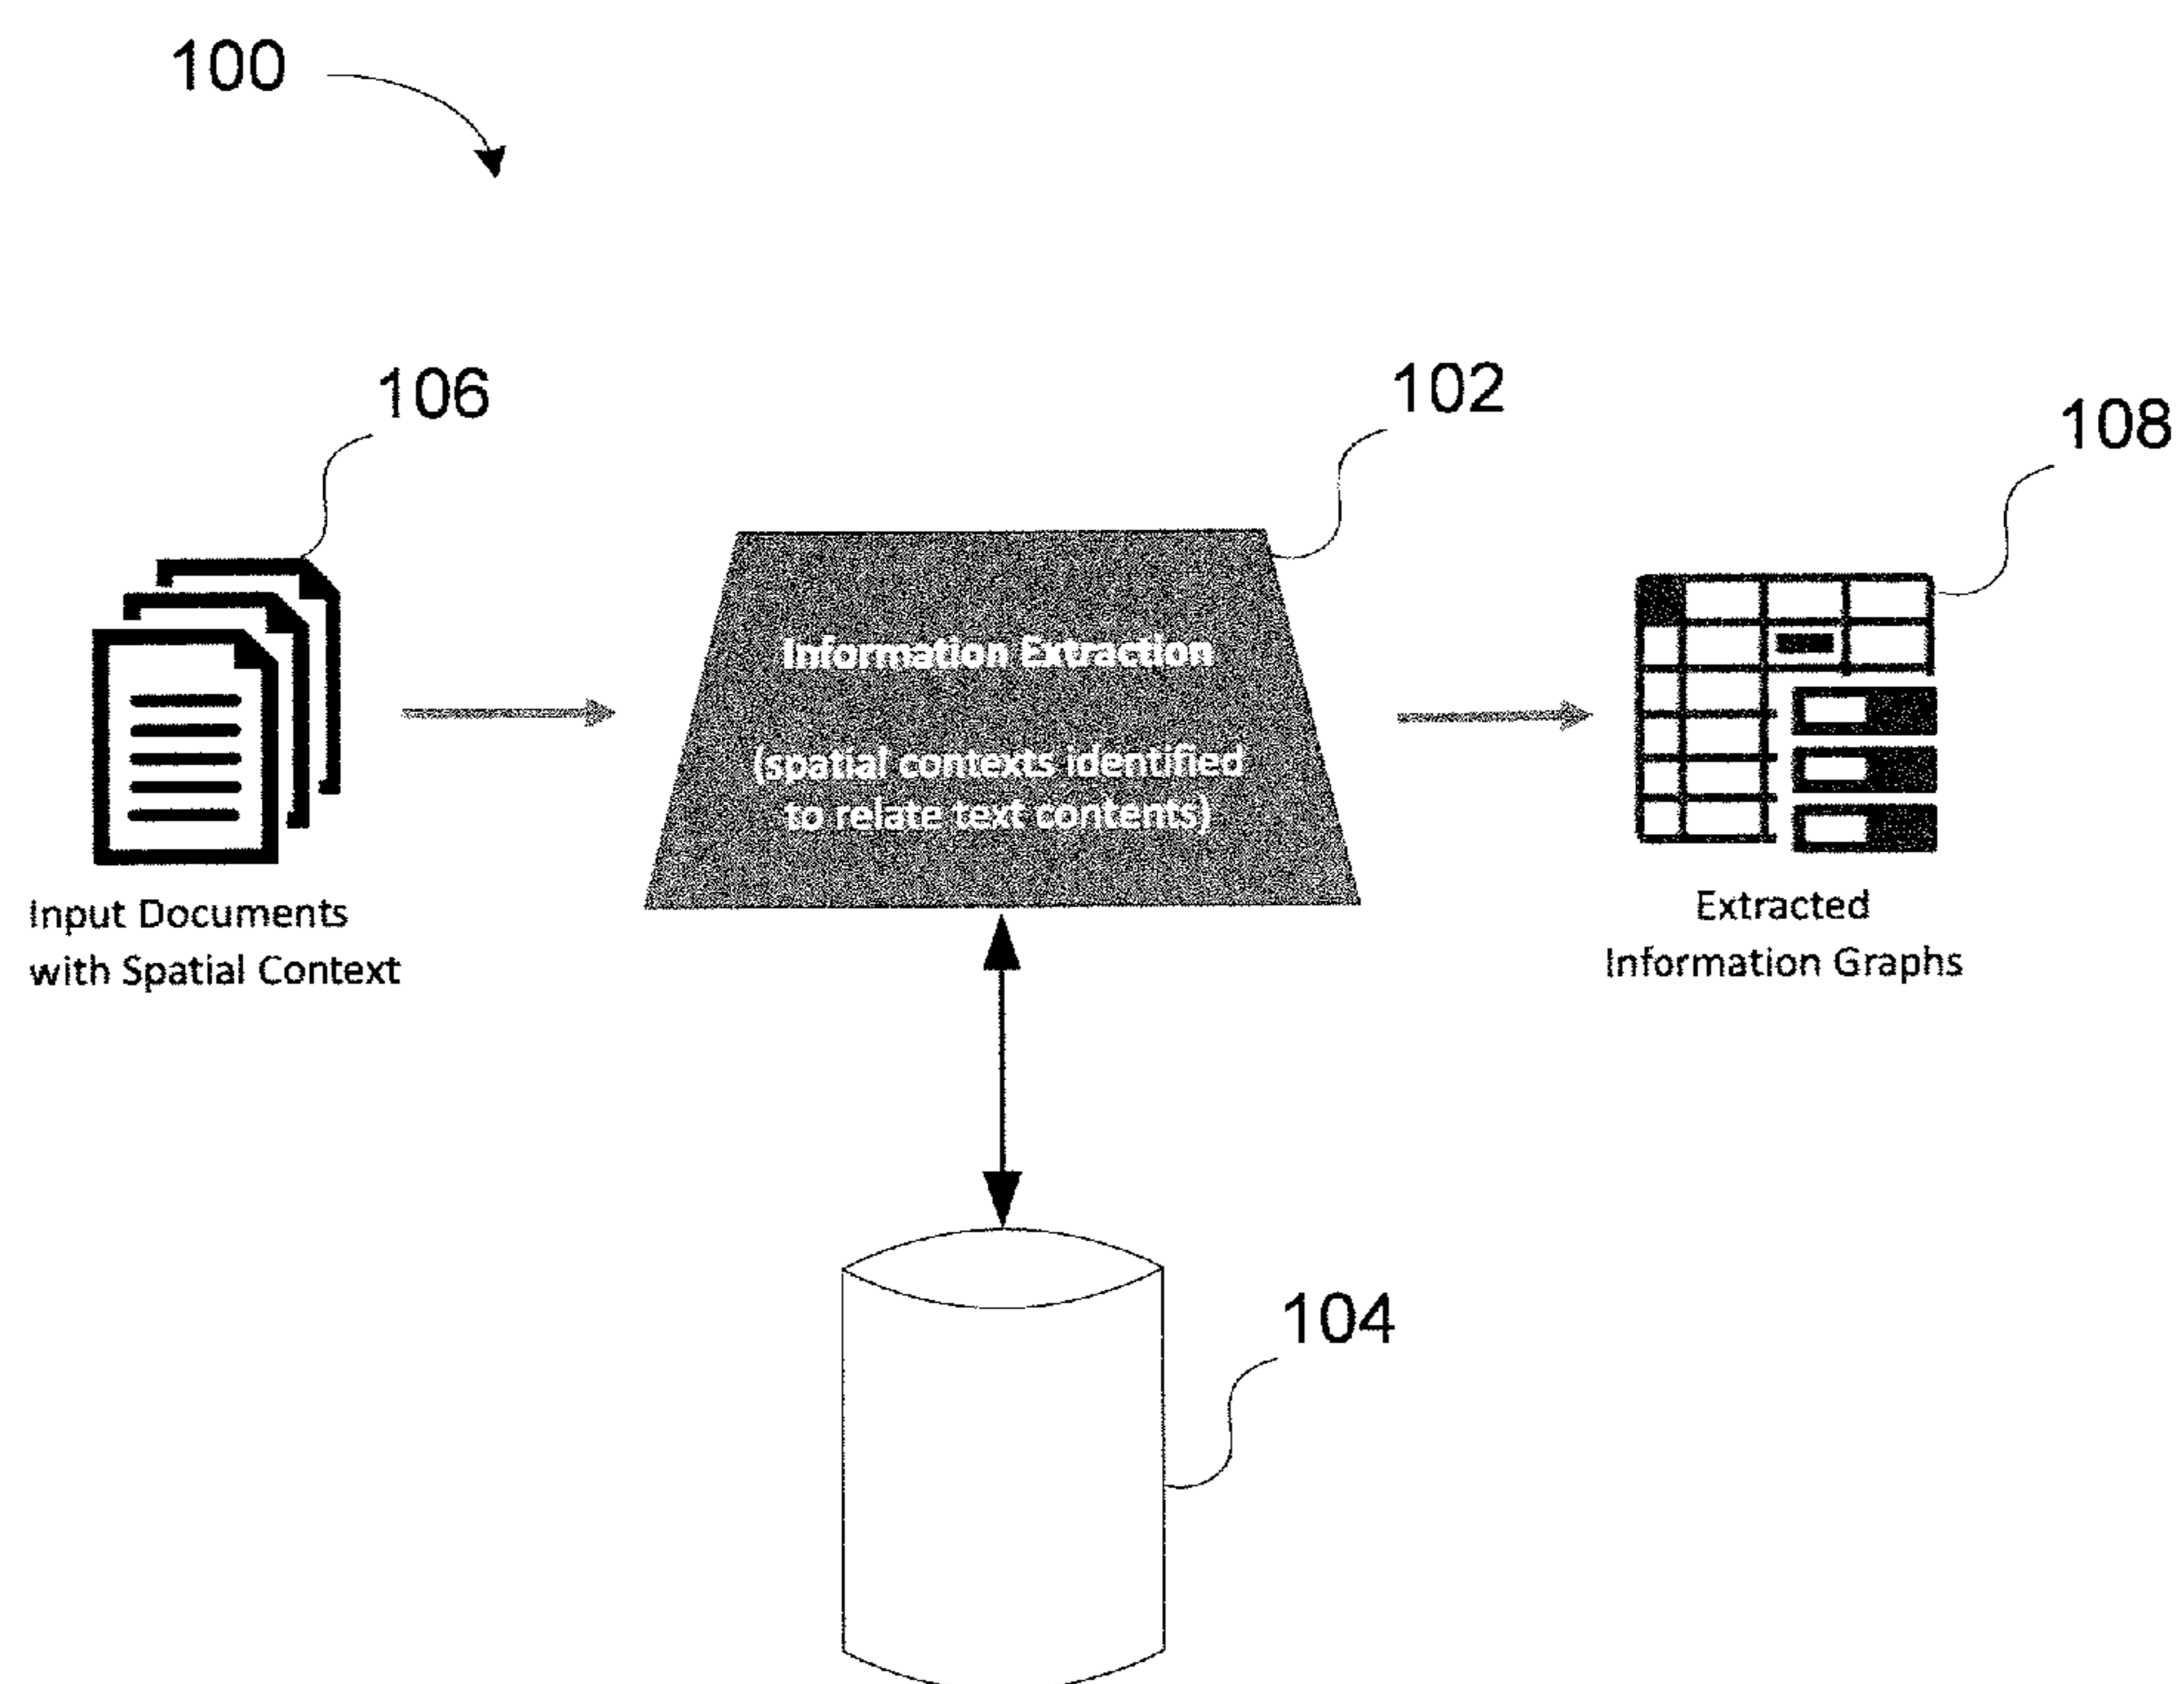 100
106
102
108
Information Extraction
(spatial contexts identified
to relate text contents)
Input Documents
with Spatial Context
Extracted
Information Graphs
104